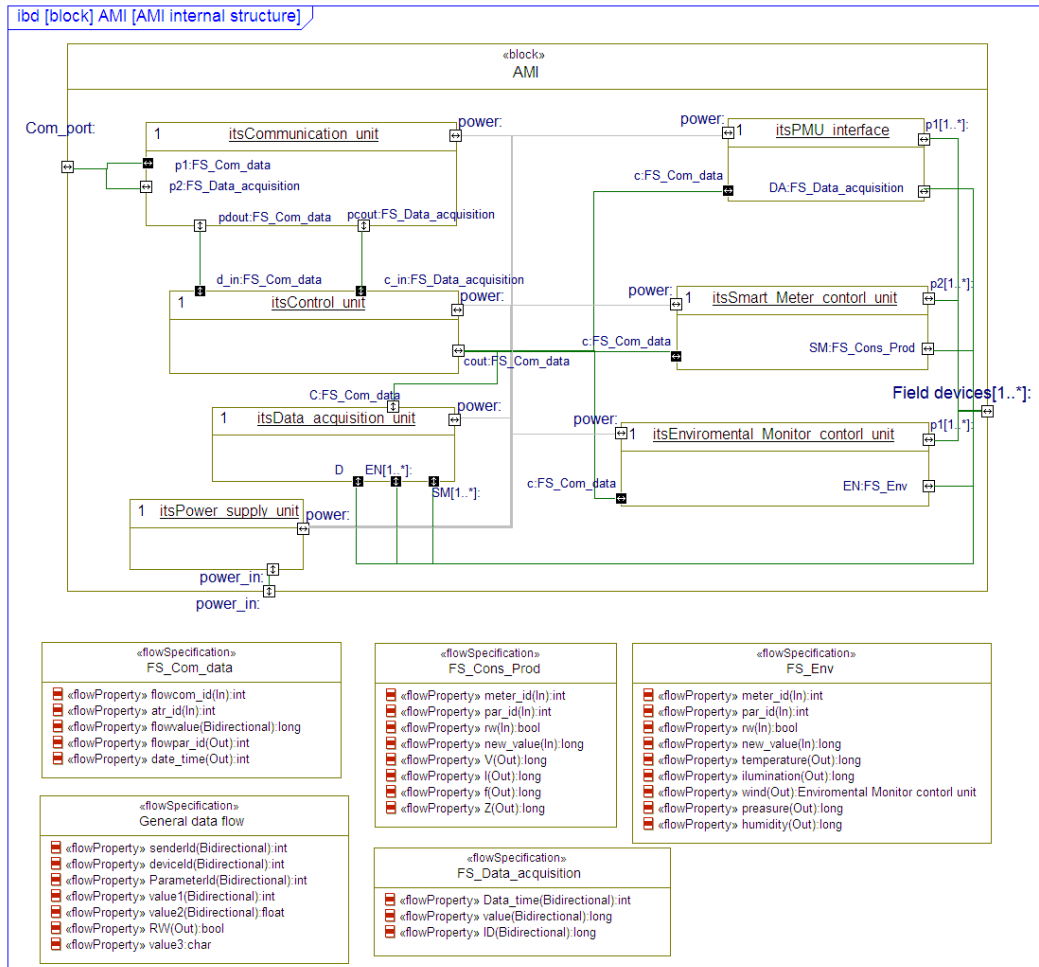 ibd [block] AMI [AMI internal structure]
«block»
AMI
Com_port:
1 itsCommunication_unit
power:
p1:FS_Com_data
p2:FS_Data_acquisition
pdout:FS_Com_data
pcout:FS_Data_acquisition
power:
1 itsPMU_interface
p1[1..*]:
c:FS_Com_data
DA:FS_Data_acquisition
d_in:FS_Com_data
c_in:FS_Data_acquisition
1 itsControl_unit
power:
cout:FS_Com_data
power:
1 itsSmart_Meter_contorl_unit
p2[1..*]:
c:FS_Com_data
SM:FS_Cons_Prod
Field devices[1..*]:
C:FS_Com_data
1 itsData_acquisition_unit
power:
D
EN[1..*]:
SM[1..*]:
power:
1 itsEnviromental_Monitor_contorl_unit
p1[1..*]:
c:FS_Com_data
EN:FS_Env
1 itsPower_supply_unit
power:
power_in:
power_in:
«flowSpecification»
FS_Com_data
«flowProperty» flowcom_id(In):int
«flowProperty» atr_id(In):int
«flowProperty» flowvalue(Bidirectional):long
«flowProperty» flowpar_id(Out):int
«flowProperty» date_time(Out):int
«flowSpecification»
FS_Cons_Prod
«flowProperty» meter_id(In):int
«flowProperty» par_id(In):int
«flowProperty» rw(In):bool
«flowProperty» new_value(In):long
«flowProperty» V(Out):long
«flowProperty» I(Out):long
«flowProperty» f(Out):long
«flowProperty» Z(Out):long
«flowSpecification»
FS_Env
«flowProperty» meter_id(In):int
«flowProperty» par_id(In):int
«flowProperty» rw(In):bool
«flowProperty» new_value(In):long
«flowProperty» temperature(Out):long
«flowProperty» ilumination(Out):long
«flowProperty» wind(Out):Enviromental Monitor contorl unit
«flowProperty» preasure(Out):long
«flowProperty» humidity(Out):long
«flowSpecification»
General data flow
«flowProperty» senderId(Bidirectional):int
«flowProperty» deviceId(Bidirectional):int
«flowProperty» ParameterId(Bidirectional):int
«flowProperty» value1(Bidirectional):int
«flowProperty» value2(Bidirectional):float
«flowProperty» RW(Out):bool
«flowProperty» value3:char
«flowSpecification»
FS_Data_acquisition
«flowProperty» Data_time(Bidirectional):int
«flowProperty» value(Bidirectional):long
«flowProperty» ID(Bidirectional):long